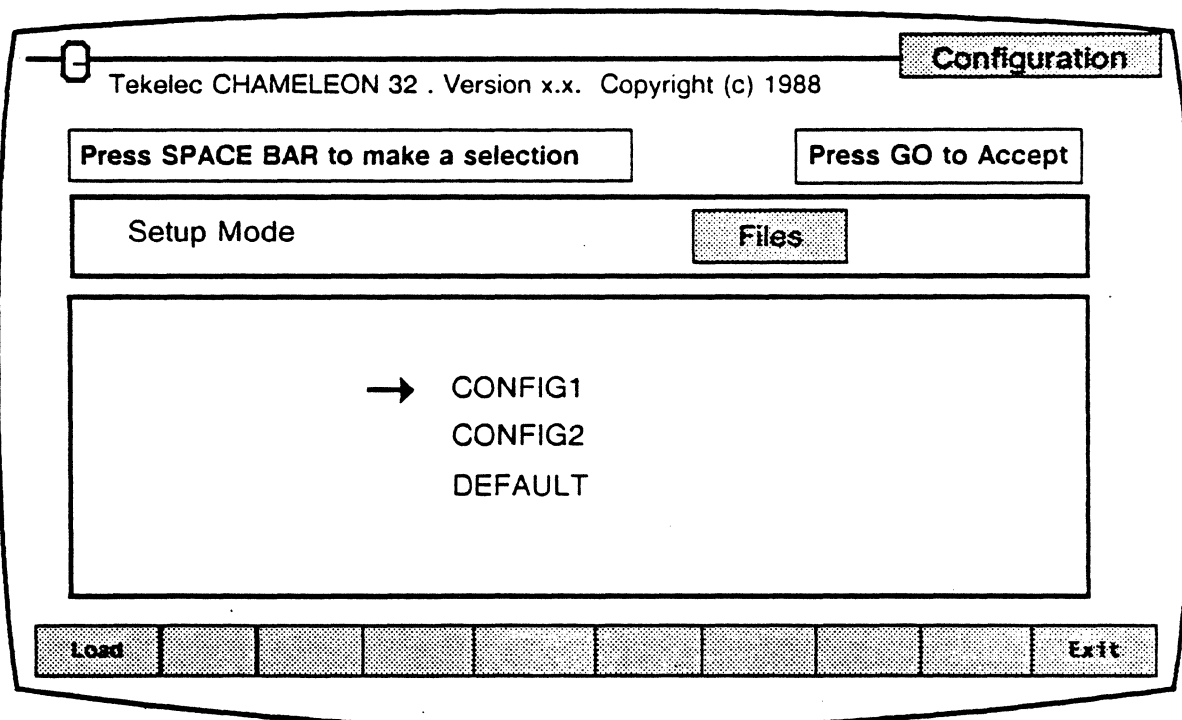 Configuration
Tekelec CHAMELEON 32 . Version x.x. Copyright (c) 1988
Press SPACE BAR to make a selection
Press GO to Accept
Setup Mode
Files
CONFIG1
CONFIG2
DEFAULT
Load
Exit